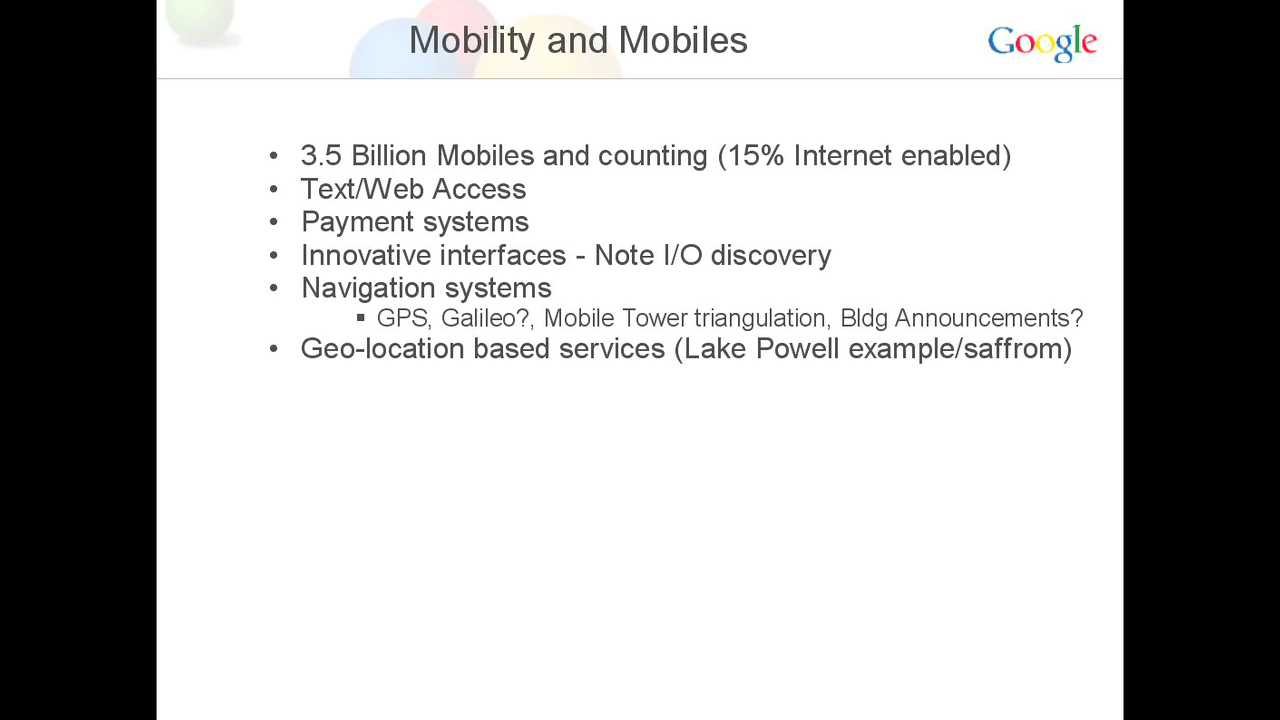 Mobility and Mobiles
Google
• 3.5 Billion Mobiles and counting (15% Internet enabled)
• Text/Web Access
• Payment systems
• Innovative interfaces - Note I/O discovery
• Navigation systems
▪ GPS, Galileo?, Mobile Tower triangulation, Bldg Announcements?
• Geo-location based services (Lake Powell example/saffrom)